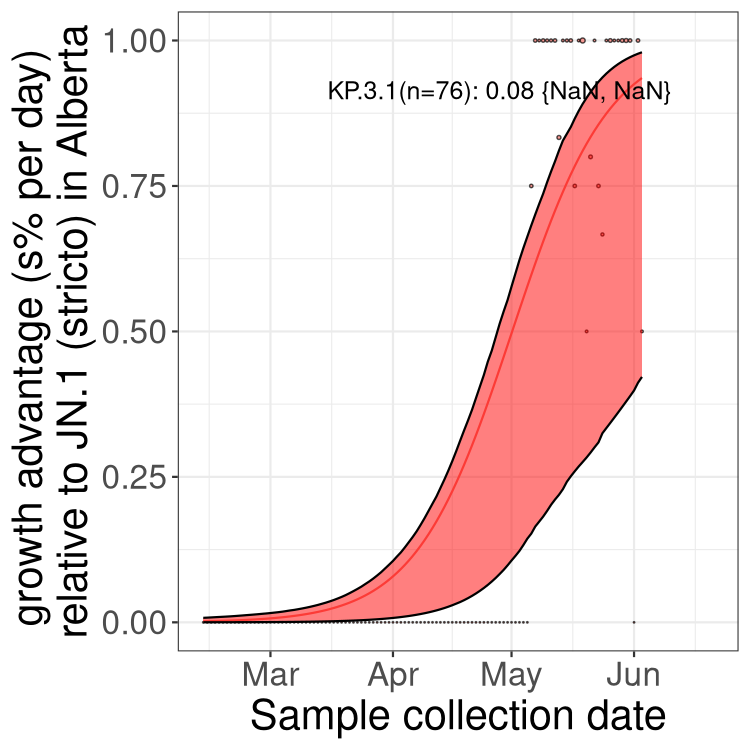 growth advantage (s% per day)
relative to JN.1 (stricto) in Alberta
1.00
0.75
0.50
0.25
0.00
KP.3.1(n=76): 0.08 {NaN, NaN}
Mar Apr May Jun
Sample collection date